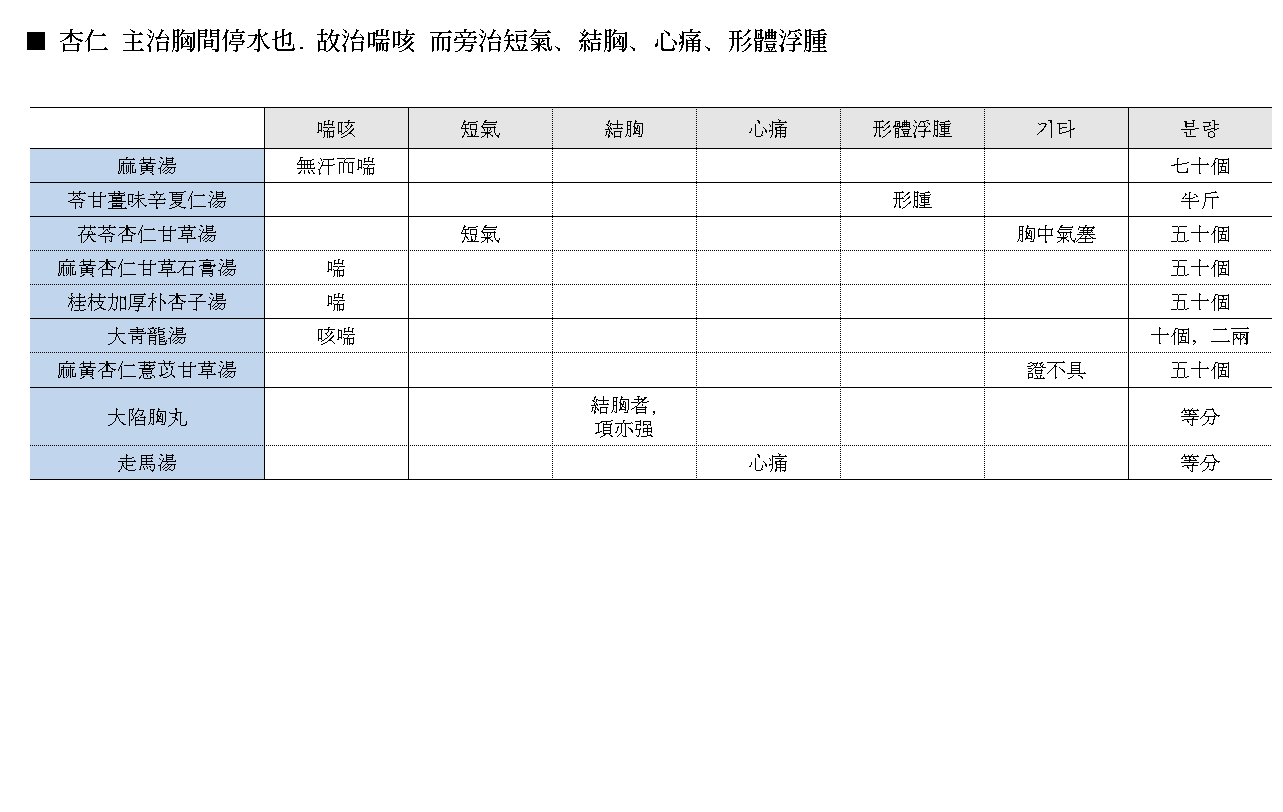 ■ 杏仁 主治胸間停水也. 故治喘咳 而旁治短氣、結胸、心痛、形體浮腫
喘咳 短氣 結胸 心痛 形體浮腫 기타 분량
麻黃湯 無汗而喘 七十個
苓甘薑味辛夏仁湯 形腫 半斤
茯苓杏仁甘草湯 短氣 胸中氣塞 五十個
麻黃杏仁甘草石膏湯 喘 五十個
桂枝加厚朴杏子湯 喘 五十個
大靑龍湯 咳喘 十個, 二兩
麻黃杏仁薏苡甘草湯 證不具 五十個
大陷胸丸 結胸者, 等分
項亦强
走馬湯 心痛 等分